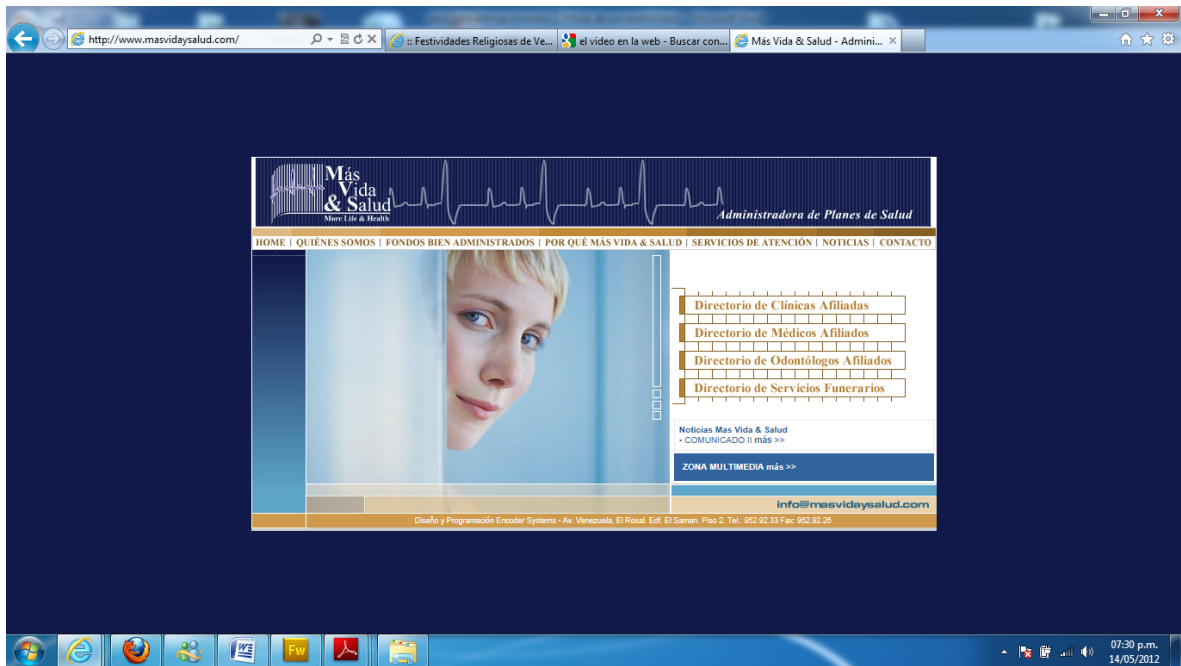 http://www.masvidaysalud.com/
:: Festividades Religiosas de Ve...
el video en la web - Buscar con...
Más Vida & Salud - Admini...
Más
Vida
& Salud
More Life & Health
Administradora de Planes de Salud
HOME | QUIÉNES SOMOS | FONDOS BIEN ADMINISTRADOS | POR QUÉ MÁS VIDA & SALUD | SERVICIOS DE ATENCIÓN | NOTICIAS | CONTACTO
Directorio de Clínicas Afiliadas
Directorio de Médicos Afiliados
Directorio de Odontólogos Afiliados
Directorio de Servicios Funerarios
Noticias Mas Vida & Salud
• COMUNICADO II más >>
ZONA MULTIMEDIA más >>
info@masvidaysalud.com
Diseño y Programación Encoder Systems - Av. Venezuela, El Rosal. Edf. El Saman. Piso 2, Tel.: 952.92.33 Fax: 952.92.26
Fw
07:30 p.m.
14/05/2012